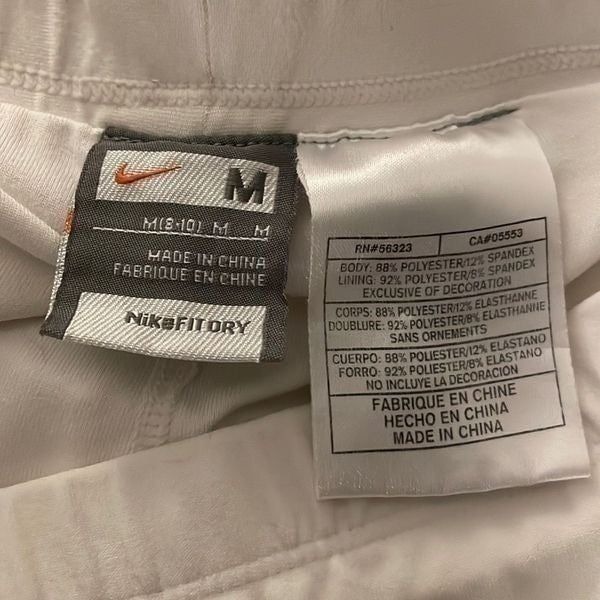 M
M(8-10) M M
MADE IN CHINA
FABRIQUE EN CHINE
NikeFIT DRY
RN#56323 CA#05553
BODY: 88% POLYESTER/12% SPANDEX
LINING: 92% POLYESTER/8% SPANDEX
EXCLUSIVE OF DECORATION
CORPS: 88% POLYESTER/12% ELASTHANNE
DOUBLURE: 92% POLYESTER/8% ELASTHANNE
SANS ORNEMENTS
CUERPO: 88% POLIESTER/12% ELASTANO
FORRO: 92% POLIESTER/8% ELASTANO
NO INCLUYE LA DECORACION
FABRIQUE EN CHINE
HECHO EN CHINA
MADE IN CHINA